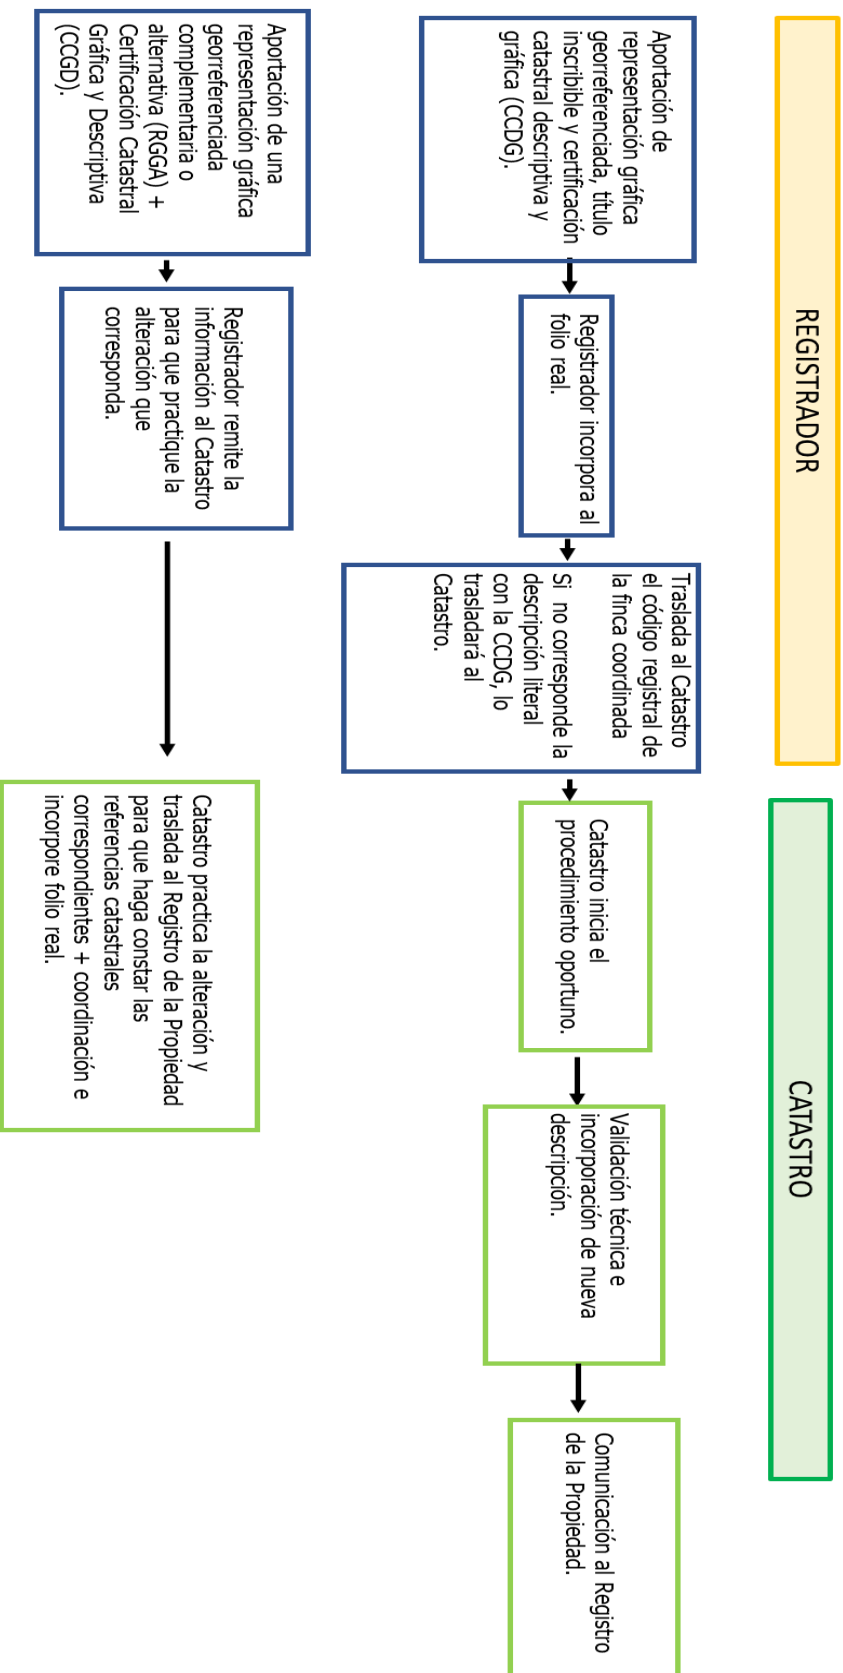 REGISTRADOR
CATASTRO
Aportación de
representación gráfica
georreferenciada, título
inscribible y certificación
catastral descriptiva y
gráfica (CCDG).
Registrador incorpora al
folio real.
Traslada al Catastro
el código registral de
la finca coordinada
Si no corresponde la
descripción literal
con la CCDG, lo
trasladará al
Catastro.
Catastro inicia el
procedimiento oportuno.
Validación técnica e
incorporación de nueva
descripción.
Comunicación al Registro
de la Propiedad.
Aportación de una
representación gráfica
georreferenciada
complementaria o
alternativa (RGGA) +
Certificación Catastral
Gráfica y Descriptiva
(CCGD).
Registrador remite la
información al Catastro
para que practique la
alteración que
corresponda.
Catastro practica la alteración y
traslada al Registro de la Propiedad
para que haga constar las
referencias catastrales
correspondientes + coordinación e
incorpore folio real.